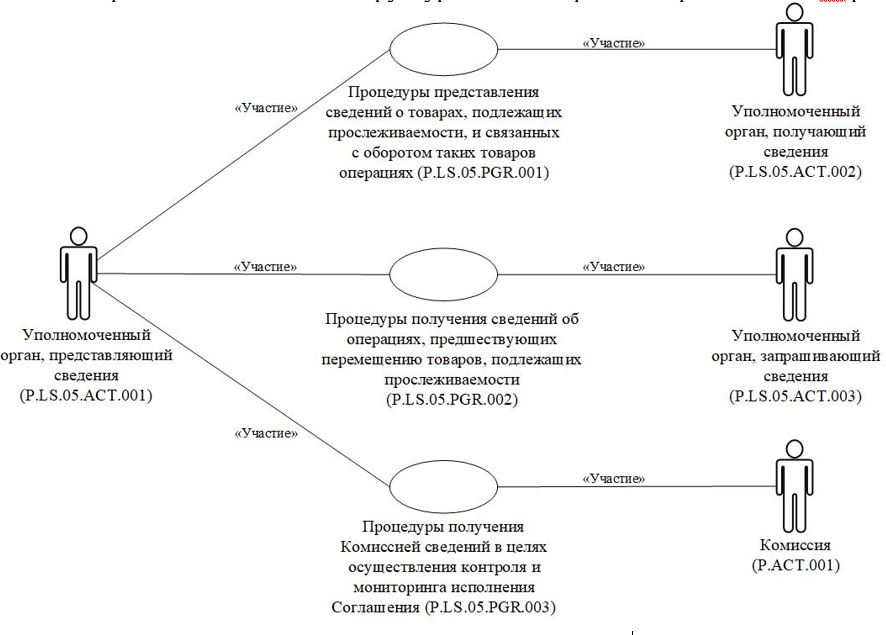 «Участие»
Процедуры представления
сведений о товарах, подлежащих
прослеживаемости, и связанных
с оборотом таких товаров
операциях (P.LS.05.PGR.001)
«Участие»
Уполномоченный
орган, получающий
сведения
(P.LS.05.ACT.002)
Уполномоченный
орган, представляющий
сведения
(P.LS.05.ACT.001)
«Участие»
Процедуры получения сведений об
операциях, предшествующих
перемещению товаров, подлежащих
прослеживаемости
(P.LS.05.PGR.002)
«Участие»
Уполномоченный
орган, запрашивающий
сведения
(P.LS.05.ACT.003)
«Участие»
Процедуры получения
Комиссией сведений в целях
осуществления контроля и
мониторинга исполнения
Соглашения (P.LS.05.PGR.003)
«Участие»
Комиссия
(P.ACT.001)